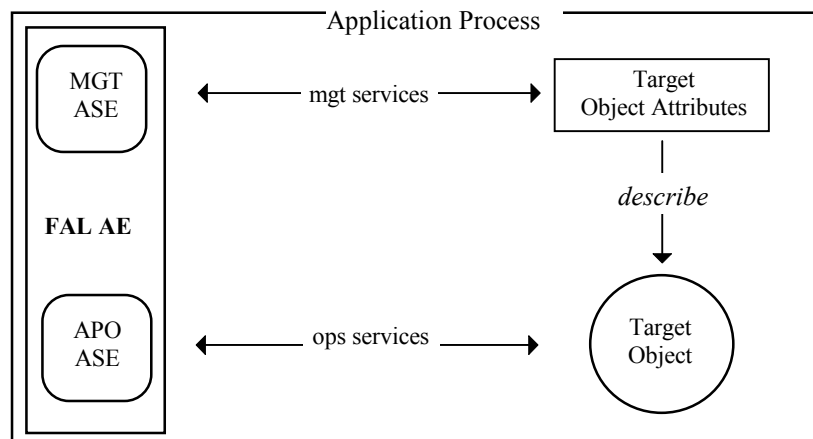 Application Process
MGT
ASE
mgt services
Target
Object Attributes
describe
FAL AE
APO
ASE
ops services
Target
Object